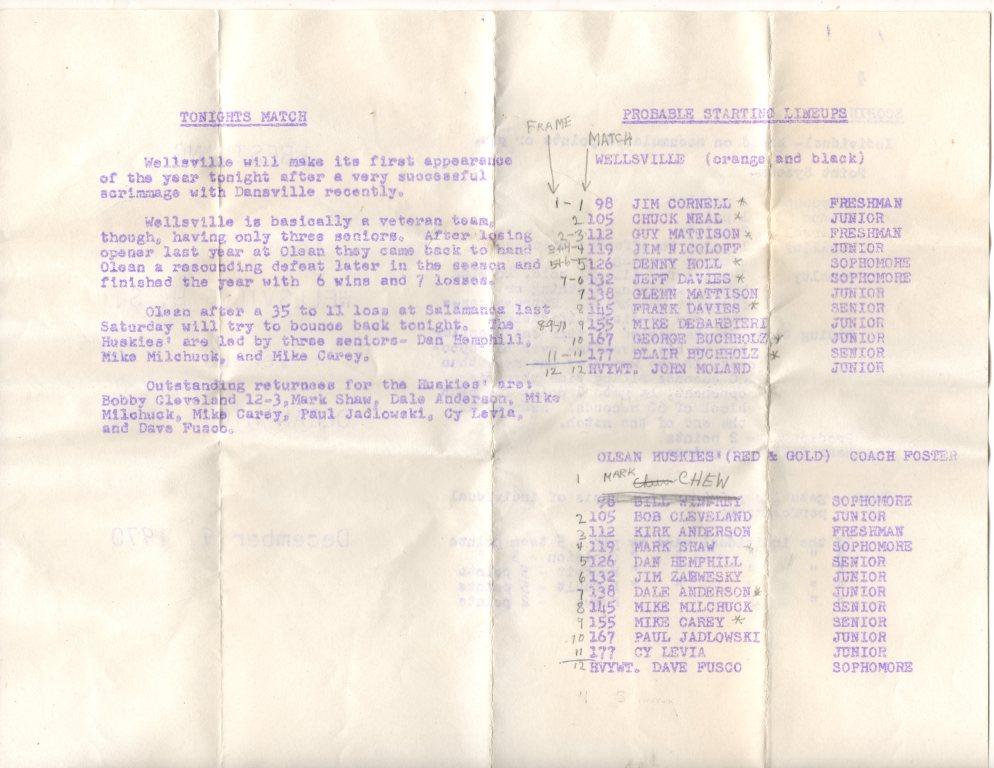 TONIGHTS MATCH
Wellsville will make its first appearance
of the year tonight after a very successful
scrimmage with Dansville recently.
Wellsville is basically a veteran team,
though, having only three seniors. After losing
opener last year at Olean they came back to hand
Olean a resounding defeat later in the season and
finished the year with 6 wins and 7 losses.
Olean after a 35 to 11 loss at Salamanca last
Saturday will try to bounce back tonight. The
Huskies' are led by three seniors- Dan Hemphill,
Mike Milchuck, and Mike Carey.
Outstanding returnees for the Huskies' are:
Bobby Cleveland 12-3, Mark Shaw, Dale Anderson, Mike
Milchuck, Mike Carey, Paul Jadlowski, Cy Levia,
and Dave Fusco.
PROBABLE STARTING LINEUPS
FRAME
MATCH
WELLSVILLE (orange and black)
1-1 98 JIM CORNELL * FRESHMAN
2 105 CHUCK NEAL * JUNIOR
2-3 112 GUY MATTISON * FRESHMAN
3+4-4 119 JIM NICOLOFF JUNIOR
5+6-5 126 DENNY HOLL * SOPHOMORE
7-6 132 JEFF DAVIES * SOPHOMORE
7 138 GLENN MATTISON JUNIOR
8 145 FRANK DAVIES * SENIOR
8-9-10 9 155 MIKE DEBARBIERI JUNIOR
10 167 GEORGE BUCHHOLZ * JUNIOR
11-11 177 BLAIR BUCHHOLZ * SENIOR
12 12 HVYWT. JOHN MOLAND JUNIOR
OLEAN HUSKIES' (RED & GOLD) COACH FOSTER
1 MARK CHEW
98 BILL WINFREY SOPHOMORE
2 105 BOB CLEVELAND JUNIOR
3 112 KIRK ANDERSON FRESHMAN
4 119 MARK SHAW * SOPHOMORE
5 126 DAN HEMPHILL SENIOR
6 132 JIM ZABWESKY JUNIOR
7 138 DALE ANDERSON * JUNIOR
8 145 MIKE MILCHUCK SENIOR
9 155 MIKE CAREY * SENIOR
10 167 PAUL JADLOWSKI JUNIOR
11 177 CY LEVIA JUNIOR
12 HVYWT. DAVE FUSCO SOPHOMORE